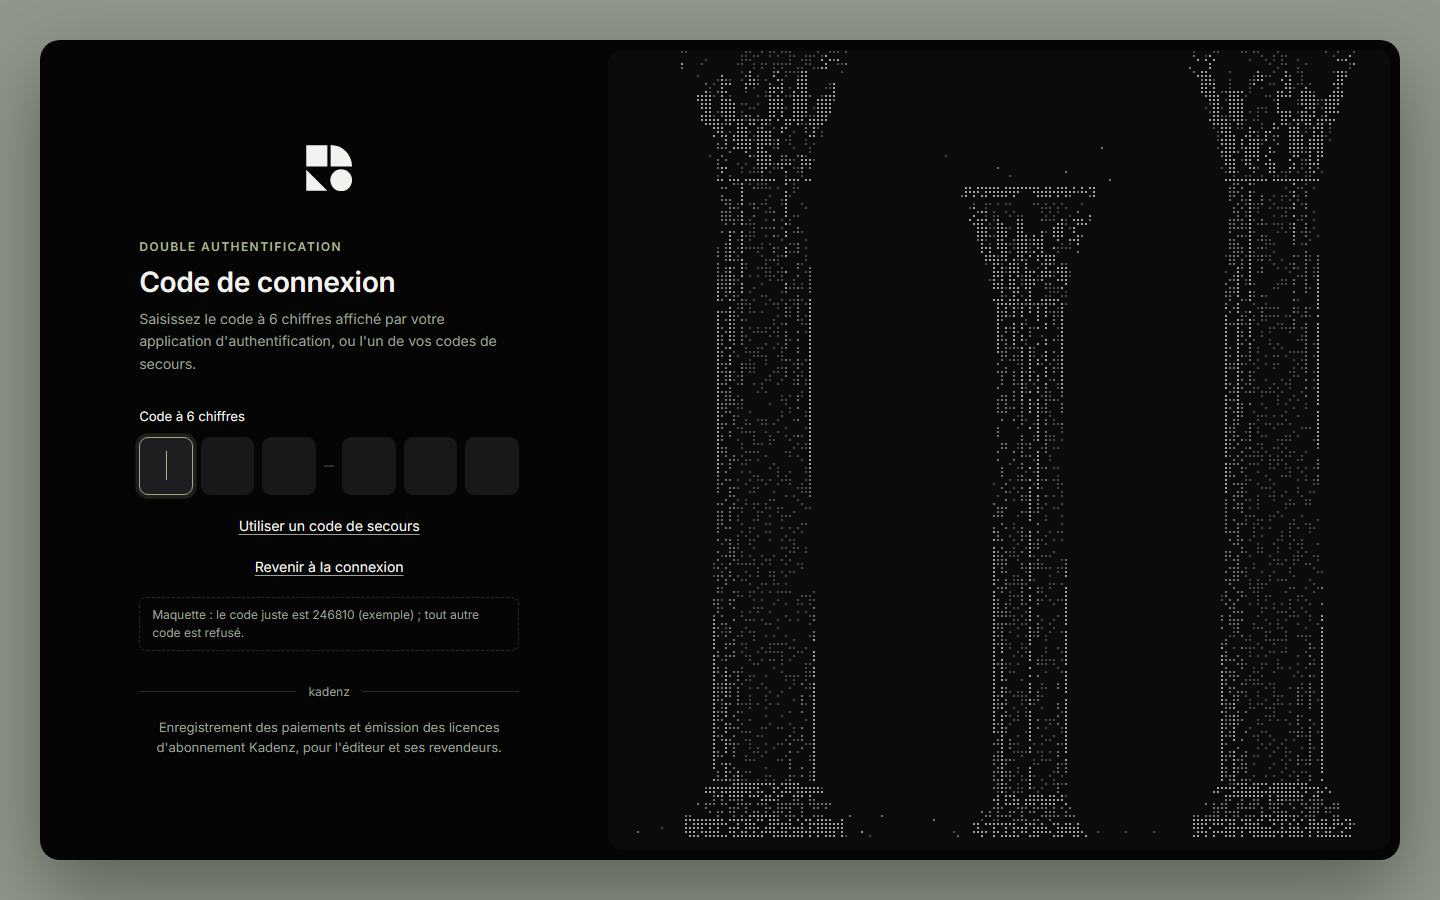 DOUBLE AUTHENTIFICATION
Code de connexion
Saisissez le code à 6 chiffres affiché par votre
application d'authentification, ou l'un de vos codes de
secours.
Code à 6 chiffres
–
Utiliser un code de secours
Revenir à la connexion
Maquette : le code juste est 246810 (exemple) ; tout autre
code est refusé.
kadenz
Enregistrement des paiements et émission des licences
d'abonnement Kadenz, pour l'éditeur et ses revendeurs.